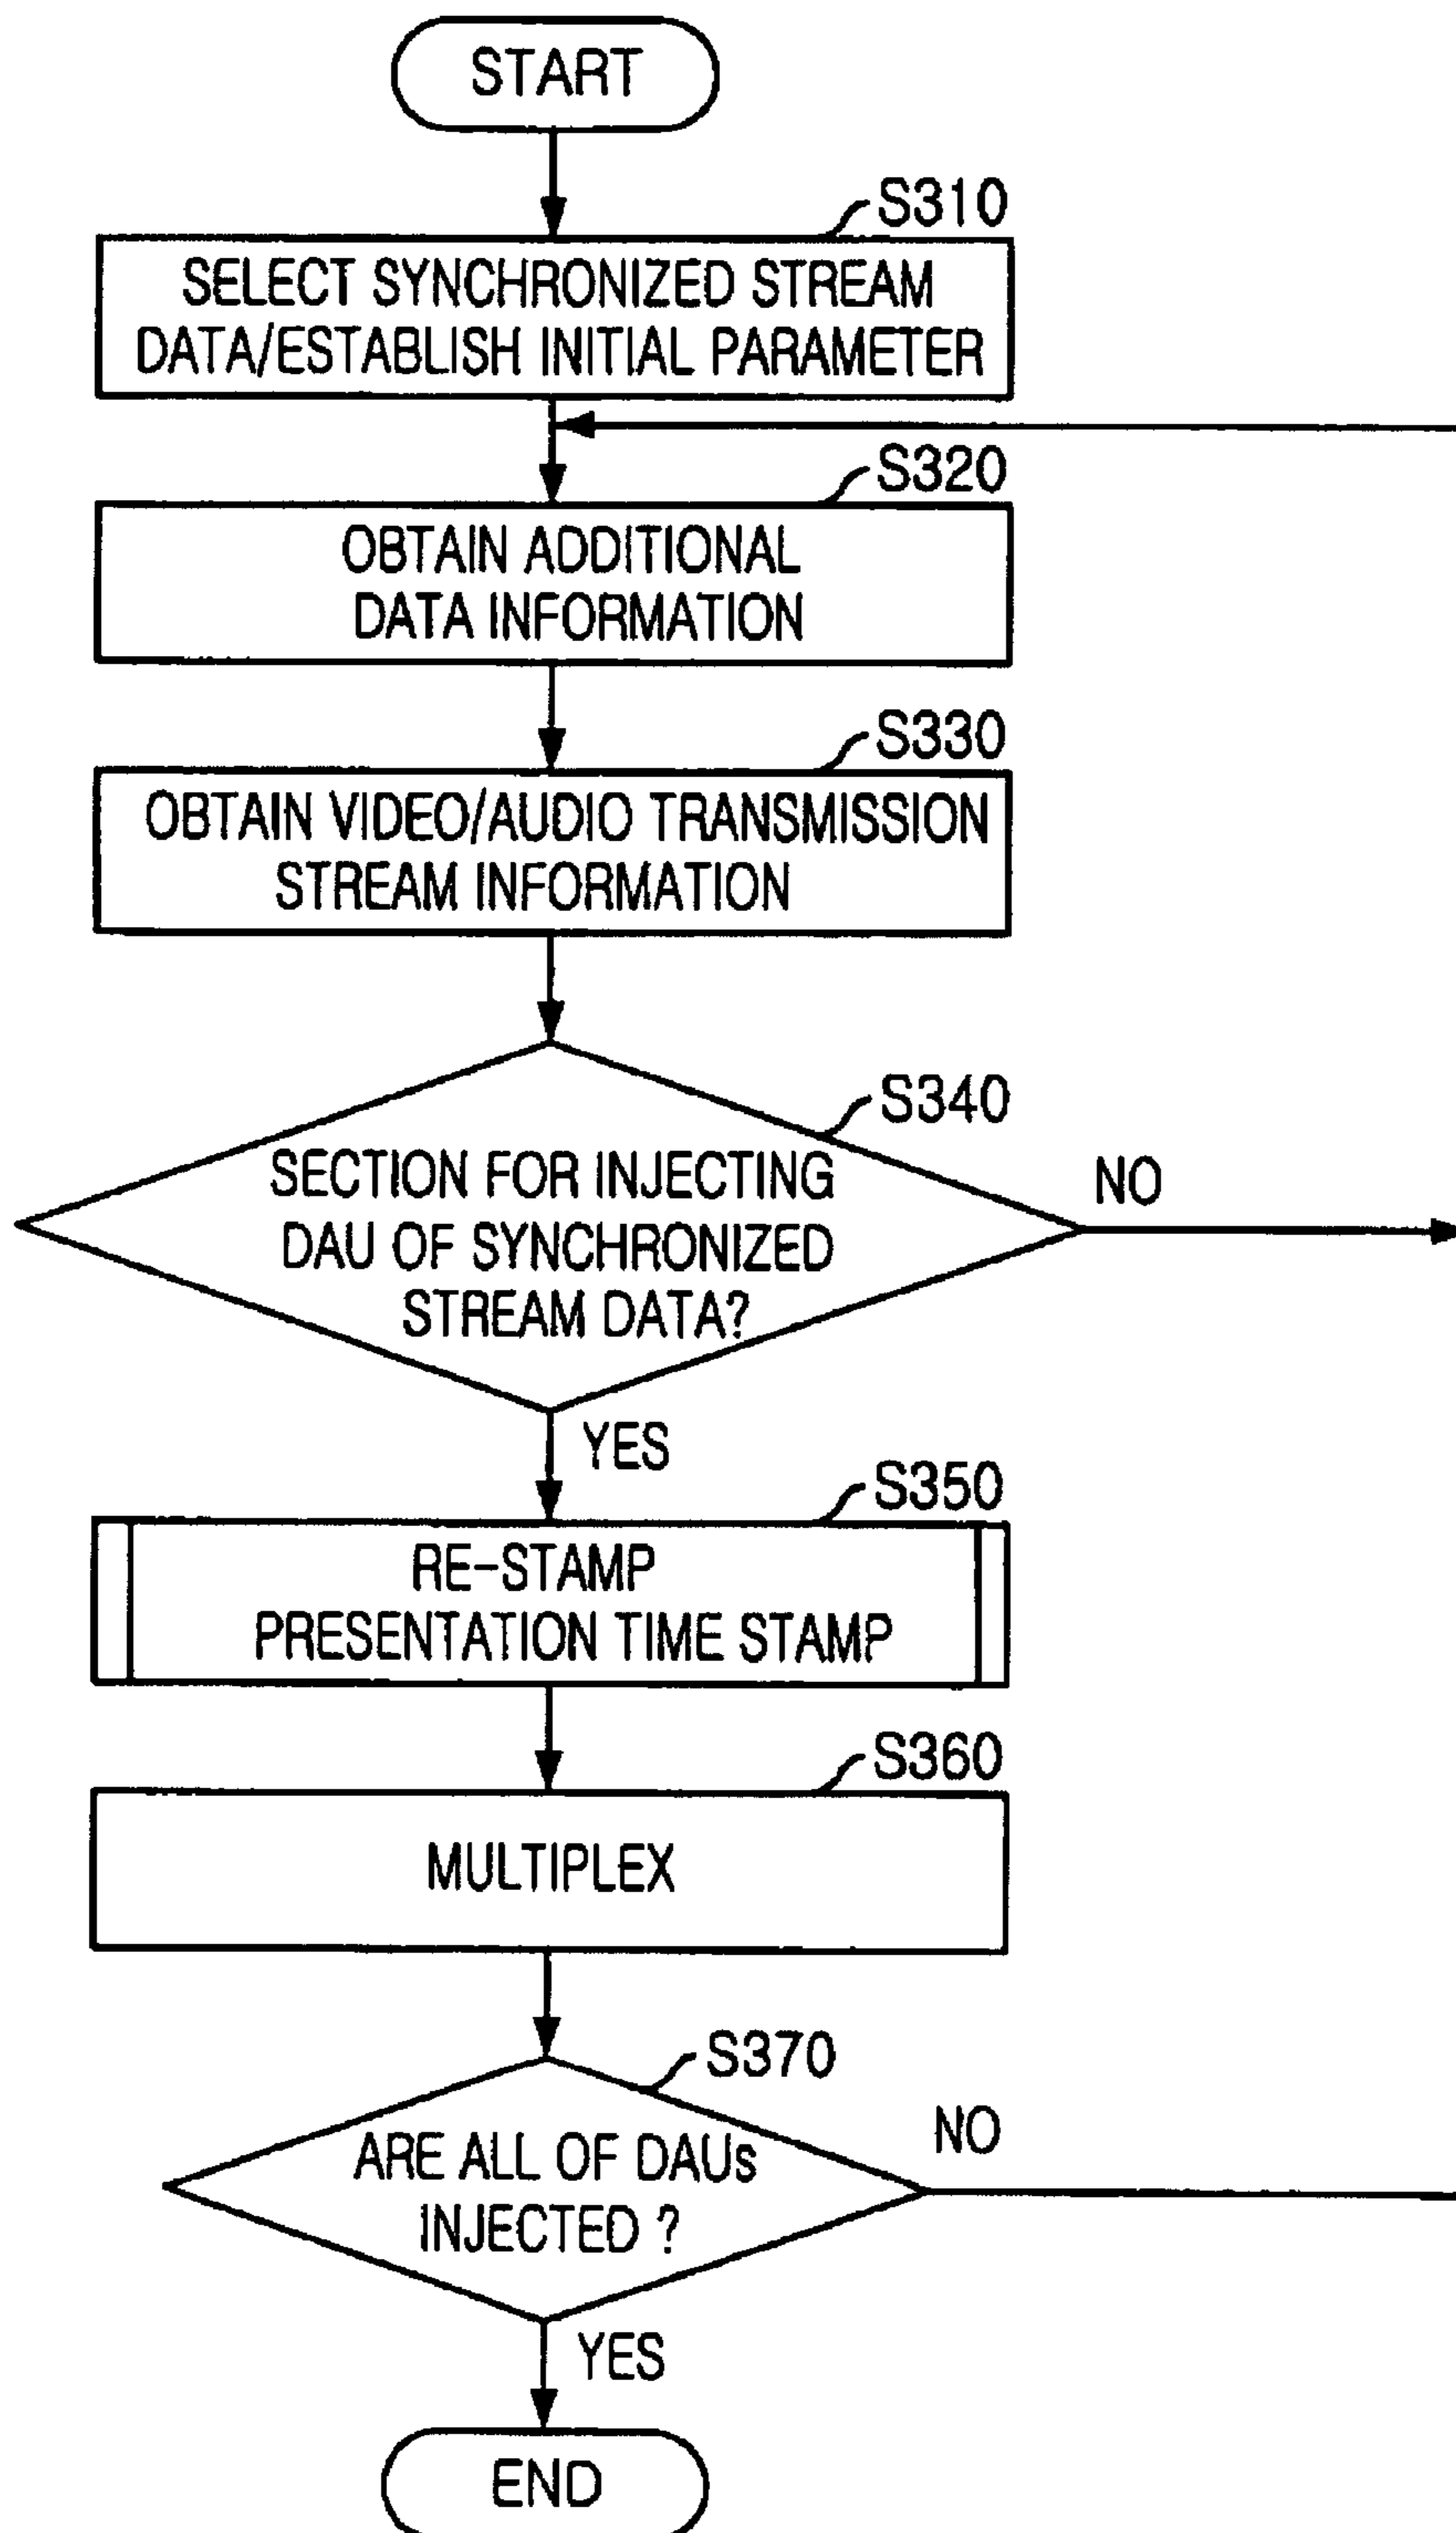 START
S310
SELECT SYNCHRONIZED STREAM
DATA/ESTABLISH INITIAL PARAMETER
S320
OBTAIN ADDITIONAL
DATA INFORMATION
S330
OBTAIN VIDEO/AUDIO TRANSMISSION
STREAM INFORMATION
S340
SECTION FOR INJECTING
DAU OF SYNCHRONIZED
STREAM DATA?
NO
YES
S350
RE-STAMP
PRESENTATION TIME STAMP
S360
MULTIPLEX
S370
ARE ALL OF DAUs
INJECTED ?
NO
YES
END